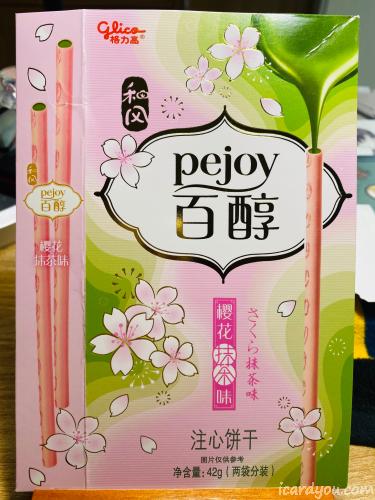 Glico
格力高
和风
pejoy
百醇
樱花
抹茶味
pejoy
百醇
樱花抹茶味
さくら抹茶味
注心饼干
图片仅供参考
净含量: 42g (两袋分装)
icardyou.com